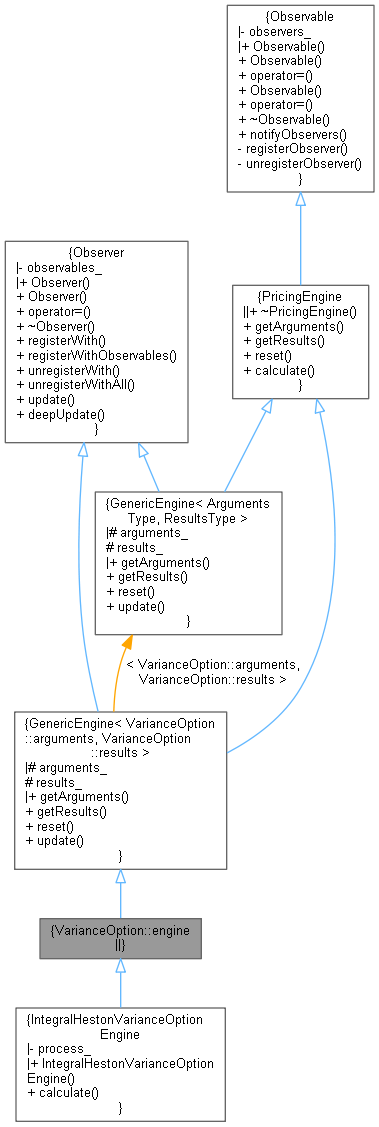 {Observable
|- observers_
|+ Observable()
+ Observable()
+ operator=()
+ Observable()
+ operator=()
+ ~Observable()
+ notifyObservers()
- registerObserver()
- unregisterObserver()
}
{Observer
|- observables_
|+ Observer()
+ Observer()
+ operator=()
+ ~Observer()
+ registerWith()
+ registerWithObservables()
+ unregisterWith()
+ unregisterWithAll()
+ update()
+ deepUpdate()
}
{PricingEngine
||+ ~PricingEngine()
+ getArguments()
+ getResults()
+ reset()
+ calculate()
}
{GenericEngine< Arguments
Type, ResultsType >
|# arguments_
# results_
|+ getArguments()
+ getResults()
+ reset()
+ update()
}
< VarianceOption::arguments,
VarianceOption::results >
{GenericEngine< VarianceOption
::arguments, VarianceOption
::results >
|# arguments_
# results_
|+ getArguments()
+ getResults()
+ reset()
+ update()
}
{VarianceOption::engine
||}
{IntegralHestonVarianceOption
Engine
|- process_
|+ IntegralHestonVarianceOption
Engine()
+ calculate()
}